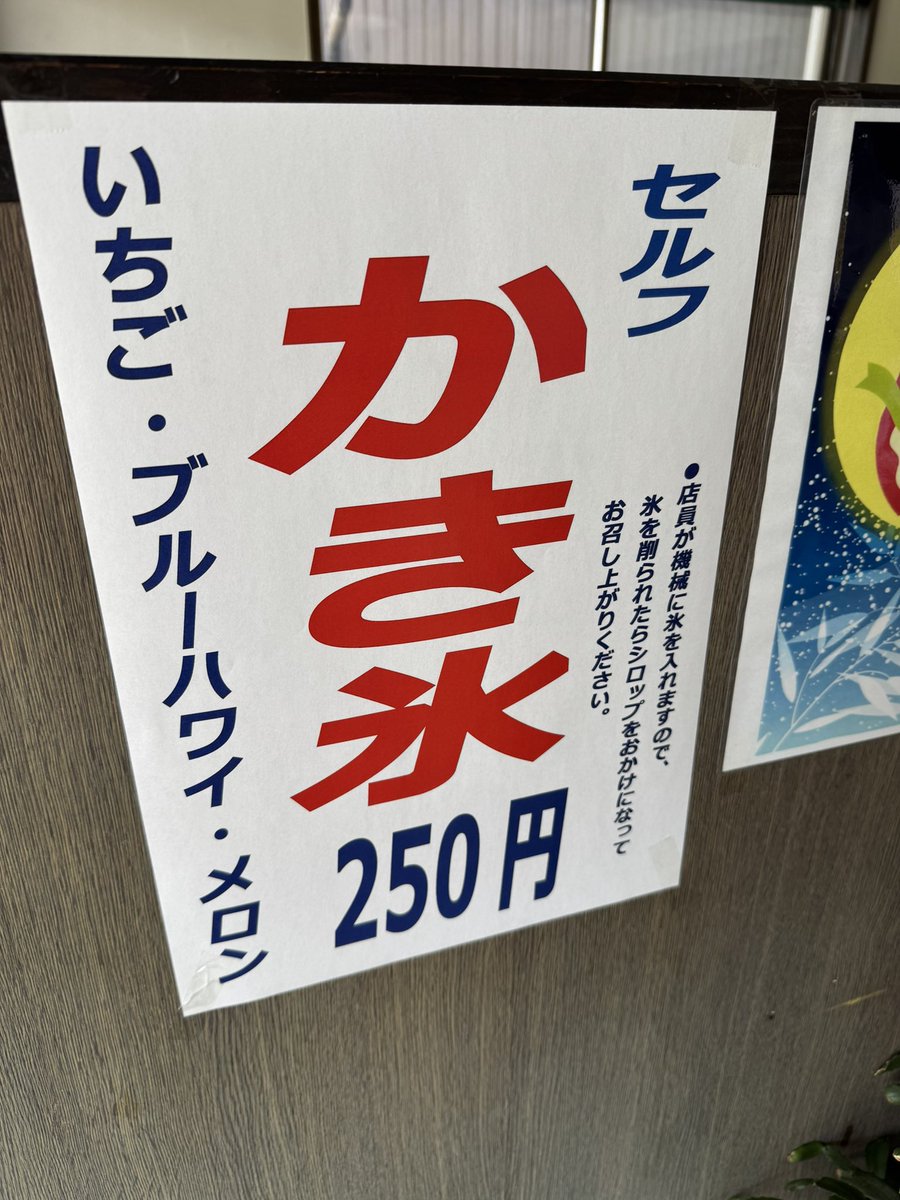 セルフ
●店員が機械に氷を入れますので、
氷を削られたらシロップをおかけになって
お召し上がりください。
かき氷
250円
いちご・ブルーハワイ・メロン